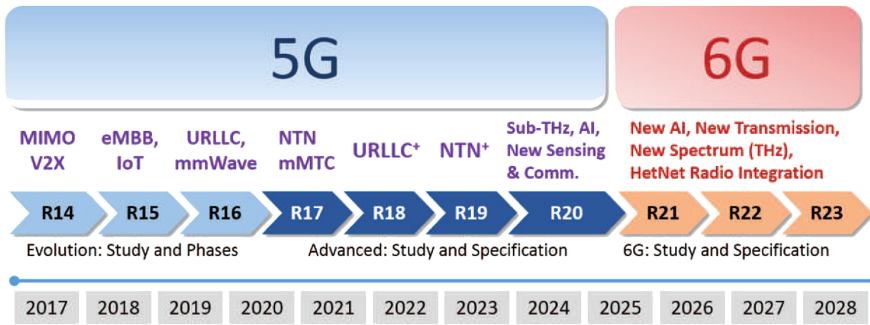 5G
6G
MIMO
V2X
eMBB,
IoT
URLLC,
mmWave
NTN
mMTC
URLLC⁺
NTN⁺
Sub-THz, AI,
New Sensing
& Comm.
New AI, New Transmission,
New Spectrum (THz),
HetNet Radio Integration
R14
R15
R16
R17
R18
R19
R20
R21
R22
R23
Evolution: Study and Phases
Advanced: Study and Specification
6G: Study and Specification
2017
2018
2019
2020
2021
2022
2023
2024
2025
2026
2027
2028